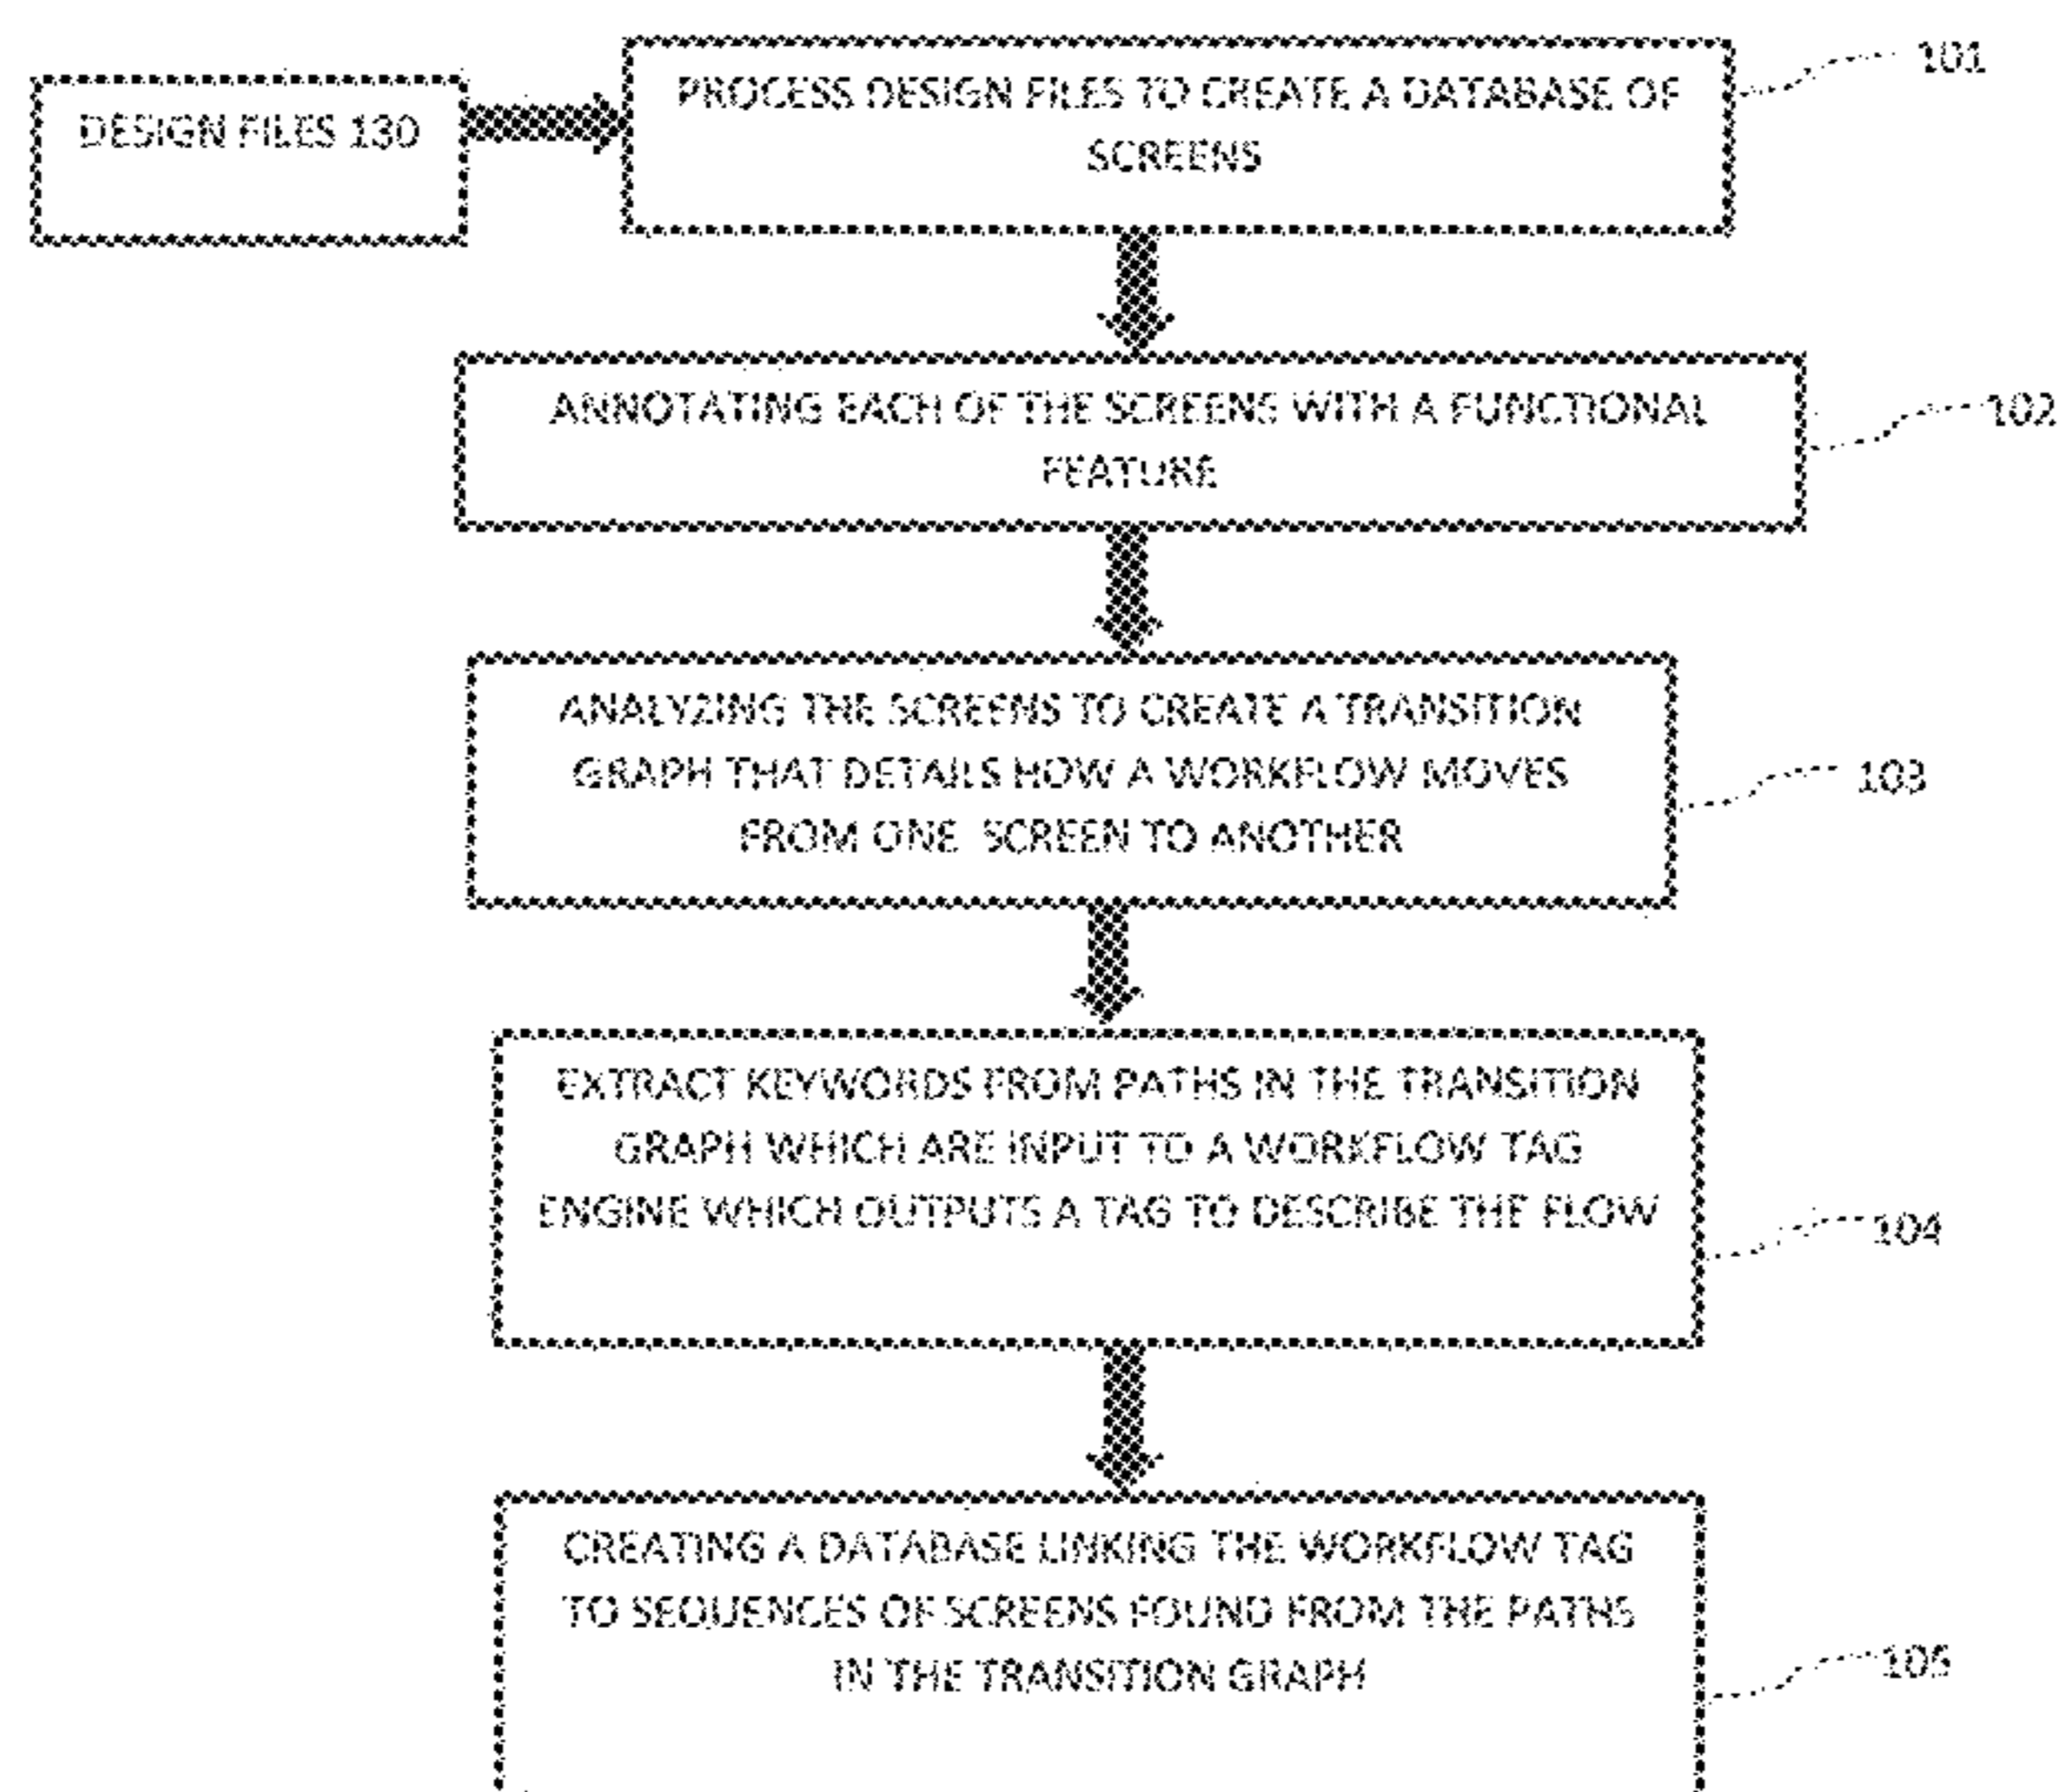 DESIGN FILES 130
PROCESS DESIGN FILES TO CREATE A DATABASE OF
SCREENS
101
ANNOTATING EACH OF THE SCREENS WITH A FUNCTIONAL
FEATURE
102
ANALYZING THE SCREENS TO CREATE A TRANSITION
GRAPH THAT DETAILS HOW A WORKFLOW MOVES
FROM ONE SCREEN TO ANOTHER
103
EXTRACT KEYWORDS FROM PATHS IN THE TRANSITION
GRAPH WHICH ARE INPUT TO A WORKFLOW TAG
ENGINE WHICH OUTPUTS A TAG TO DESCRIBE THE FLOW
104
CREATING A DATABASE LINKING THE WORKFLOW TAG
TO SEQUENCES OF SCREENS FOUND FROM THE PATHS
IN THE TRANSITION GRAPH
105